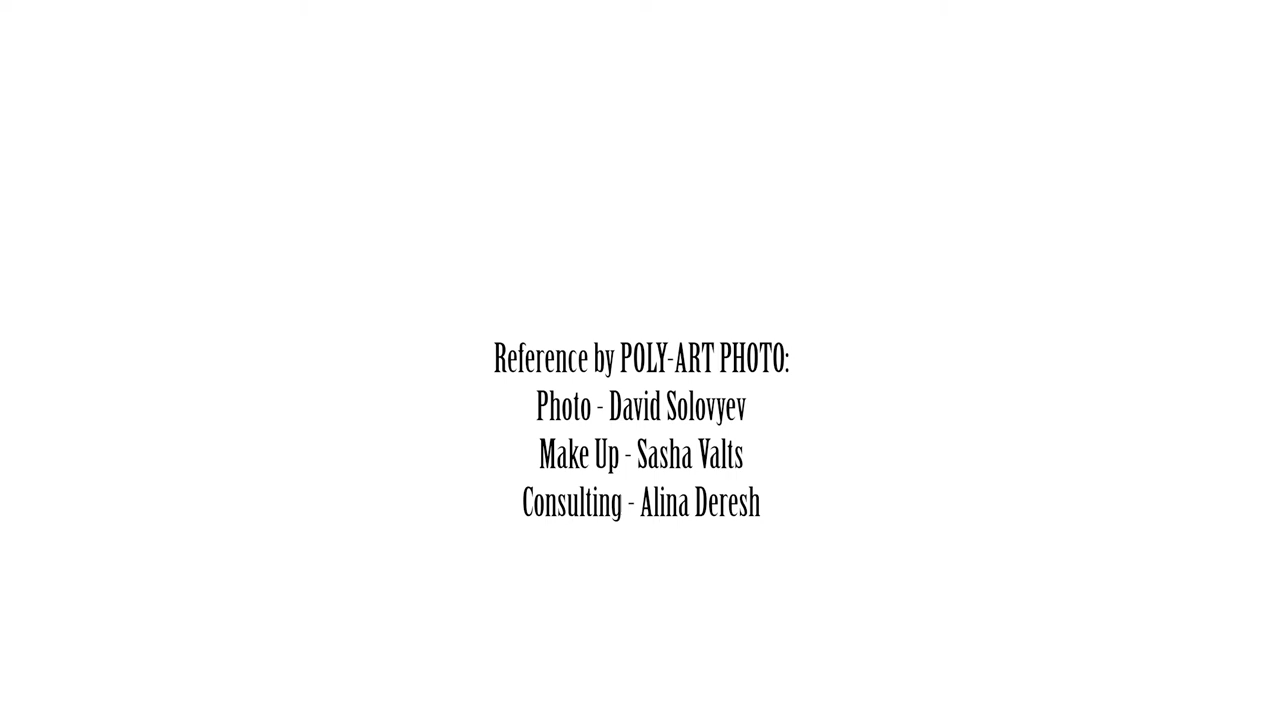 Reference by POLY-ART PHOTO:
Photo - David Solovyev
Make Up - Sasha Valts
Consulting - Alina Deresh